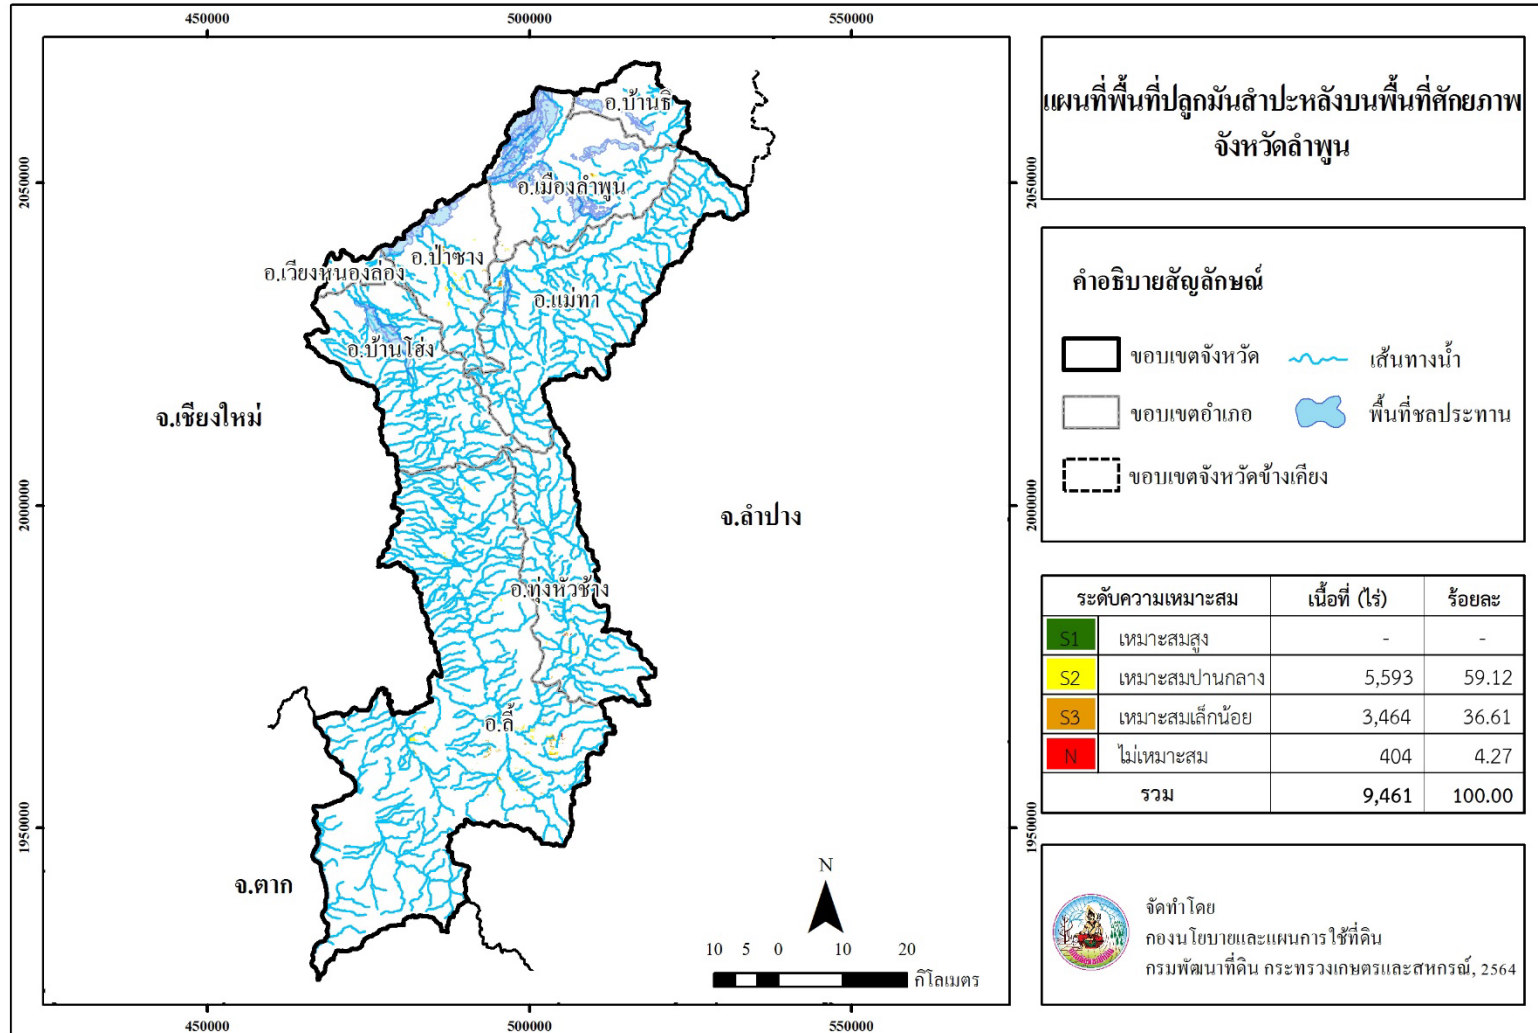 450000
500000
550000
2050000
2050000
2000000
2000000
1950000
1950000
อ.บ้านธิ
อ.เมืองลำพูน
อ.ป่าซาง
อ.เวียงหนองล่อง
อ.แม่ทา
อ.บ้านโฮ่ง
จ.เชียงใหม่
จ.ลำปาง
อ.ทุ่งหัวช้าง
อ.ลี้
จ.ตาก
N
10 5 0 10 20
กิโลเมตร
450000
500000
550000
แผนที่พื้นที่ปลูกมันสำปะหลังบนพื้นที่ศักยภาพ
จังหวัดลำพูน
คำอธิบายสัญลักษณ์
ขอบเขตจังหวัด เส้นทางน้ำ
ขอบเขตอำเภอ พื้นที่ชลประทาน
ขอบเขตจังหวัดข้างเคียง
ระดับความเหมาะสม เนื้อที่ (ไร่) ร้อยละ
S1 เหมาะสมสูง - -
S2 เหมาะสมปานกลาง 5,593 59.12
S3 เหมาะสมเล็กน้อย 3,464 36.61
N ไม่เหมาะสม 404 4.27
รวม 9,461 100.00
จัดทำโดย
กองนโยบายและแผนการใช้ที่ดิน
กรมพัฒนาที่ดิน กระทรวงเกษตรและสหกรณ์, 2564